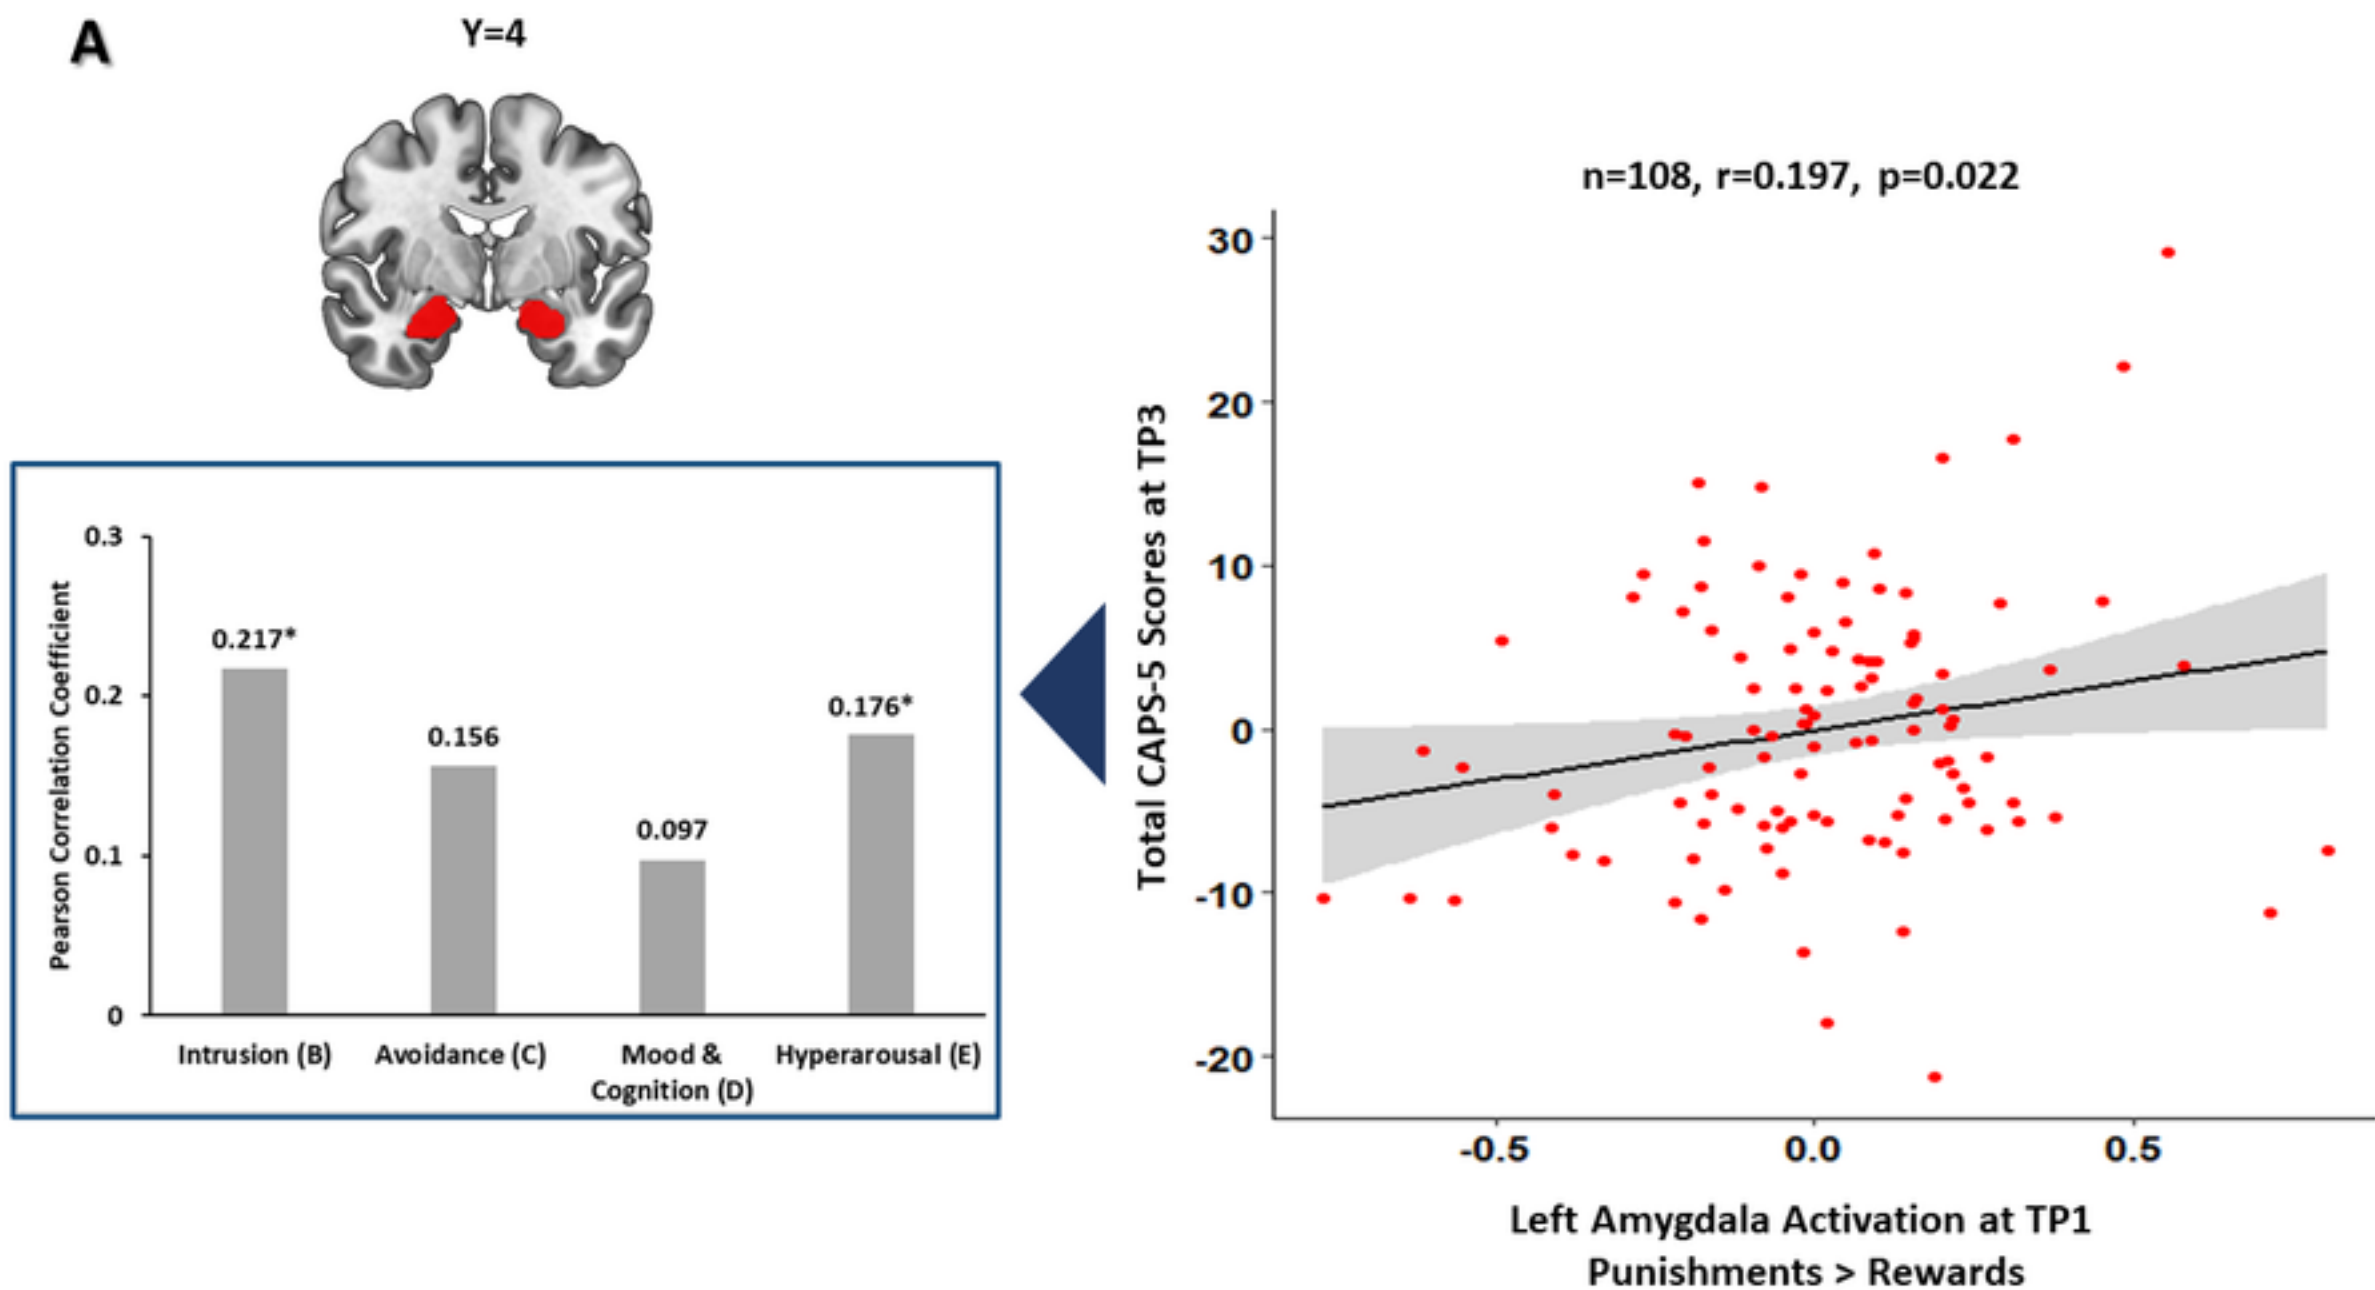 A
Y=4
0.3
0.2
0.1
0
Pearson Correlation Coefficient
0.217*
0.156
0.097
0.176*
Intrusion (B)
Avoidance (C)
Mood &
Cognition (D)
Hyperarousal (E)
n=108, r=0.197, p=0.022
Total CAPS-5 Scores at TP3
30
20
10
0
-10
-20
-0.5
0.0
0.5
Left Amygdala Activation at TP1
Punishments > Rewards